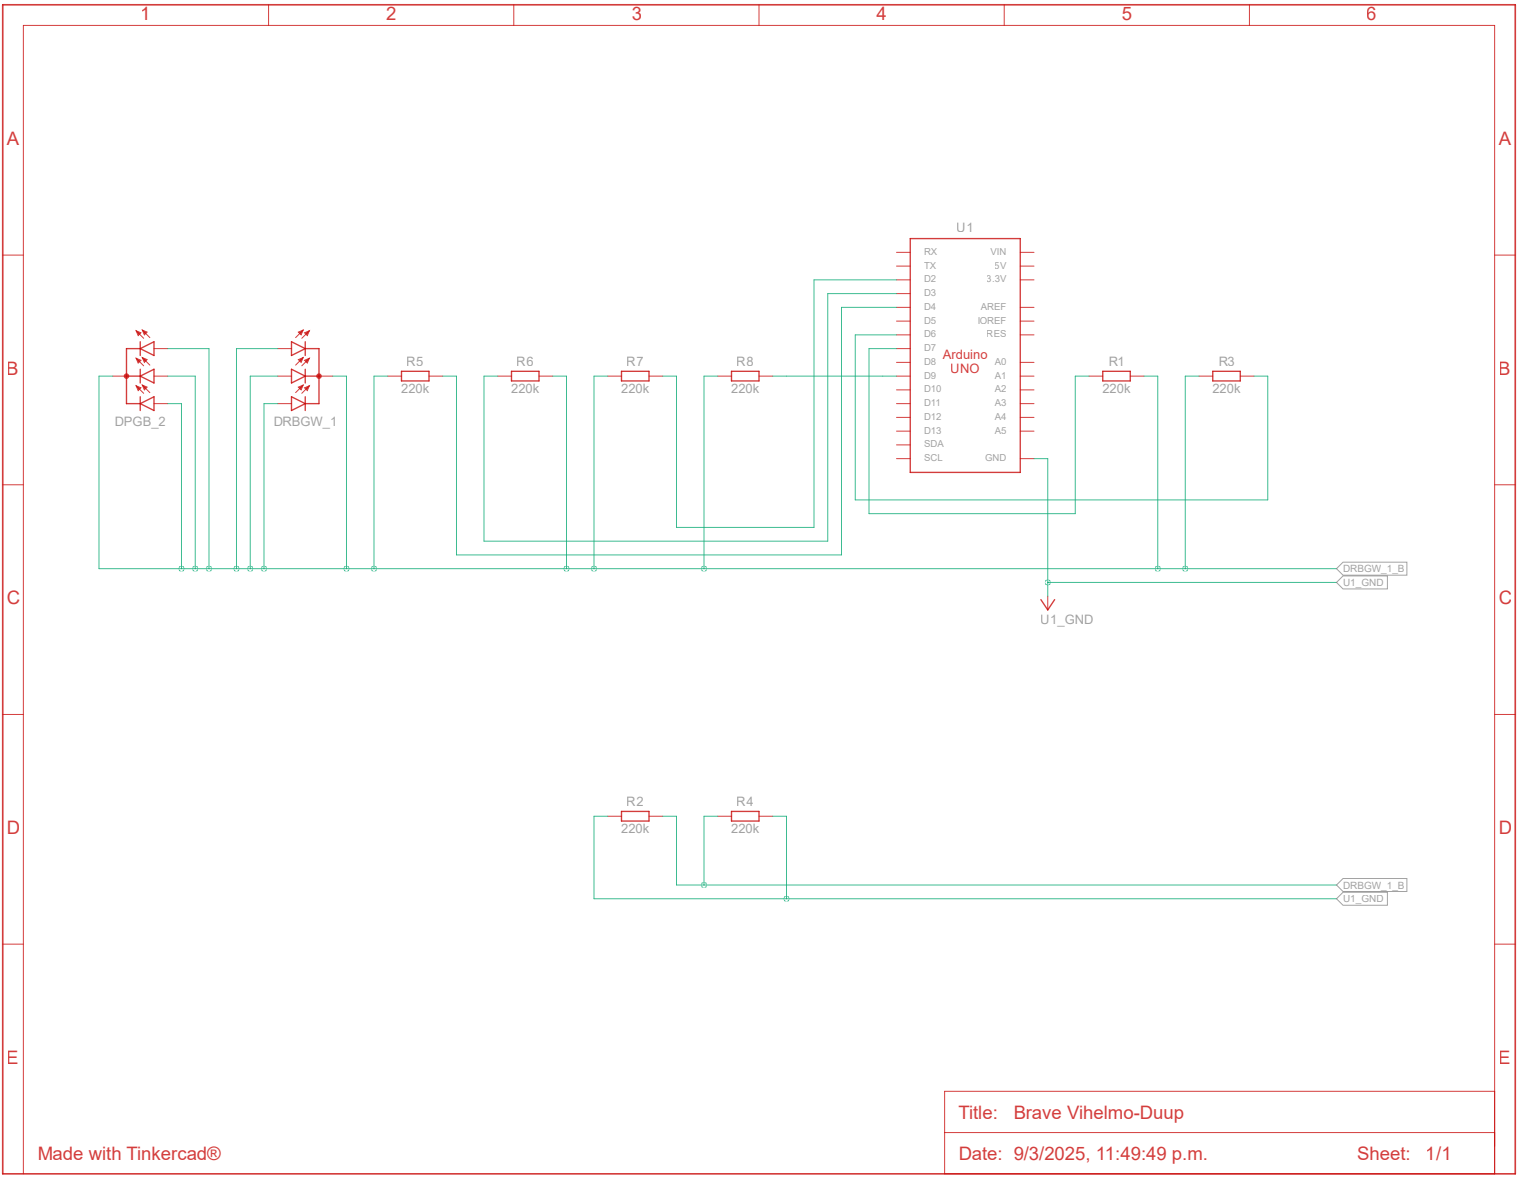 1 2 3 4 5 6
A A
U1
RX VIN
TX 5V
D2 3.3V
D3
D4 AREF
D5 IOREF
D6 RES
D7
Arduino
UNO
D8 A0
D9 A1
D10 A2
D11 A3
D12 A4
D13 A5
SDA
SCL GND
B B
R5 R6 R7 R8 R1 R3
220k 220k 220k 220k 220k 220k
DPGB_2 DRBGW_1
DRBGW_1_B
U1_GND
C C
U1_GND
R2 R4
D D
220k 220k
DRBGW_1_B
U1_GND
E E
Title: Brave Vihelmo-Duup
Made with Tinkercad®
Date: 9/3/2025, 11:49:49 p.m. Sheet: 1/1